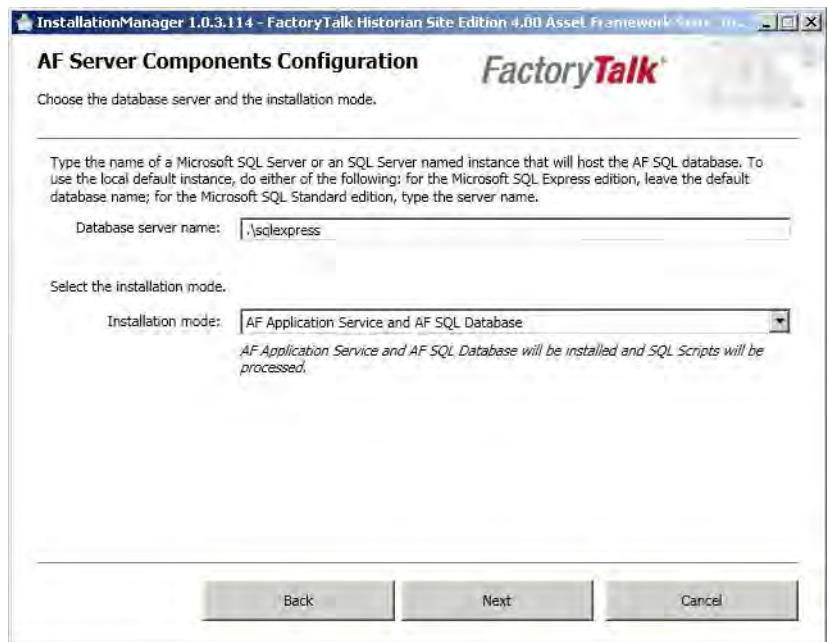 InstallationManager 1.0.3.114 - FactoryTalk Historian Site Edition 4.00 Asset Framework
AF Server Components Configuration
FactoryTalk
Choose the database server and the installation mode.
Type the name of a Microsoft SQL Server or an SQL Server named instance that will host the AF SQL database. To
use the local default instance, do either of the following: for the Microsoft SQL Express edition, leave the default
database name; for the Microsoft SQL Standard edition, type the server name.
Database server name: .\sqlexpress
Select the installation mode.
Installation mode: AF Application Service and AF SQL Database
AF Application Service and AF SQL Database will be installed and SQL Scripts will be
processed.
Back Next Cancel